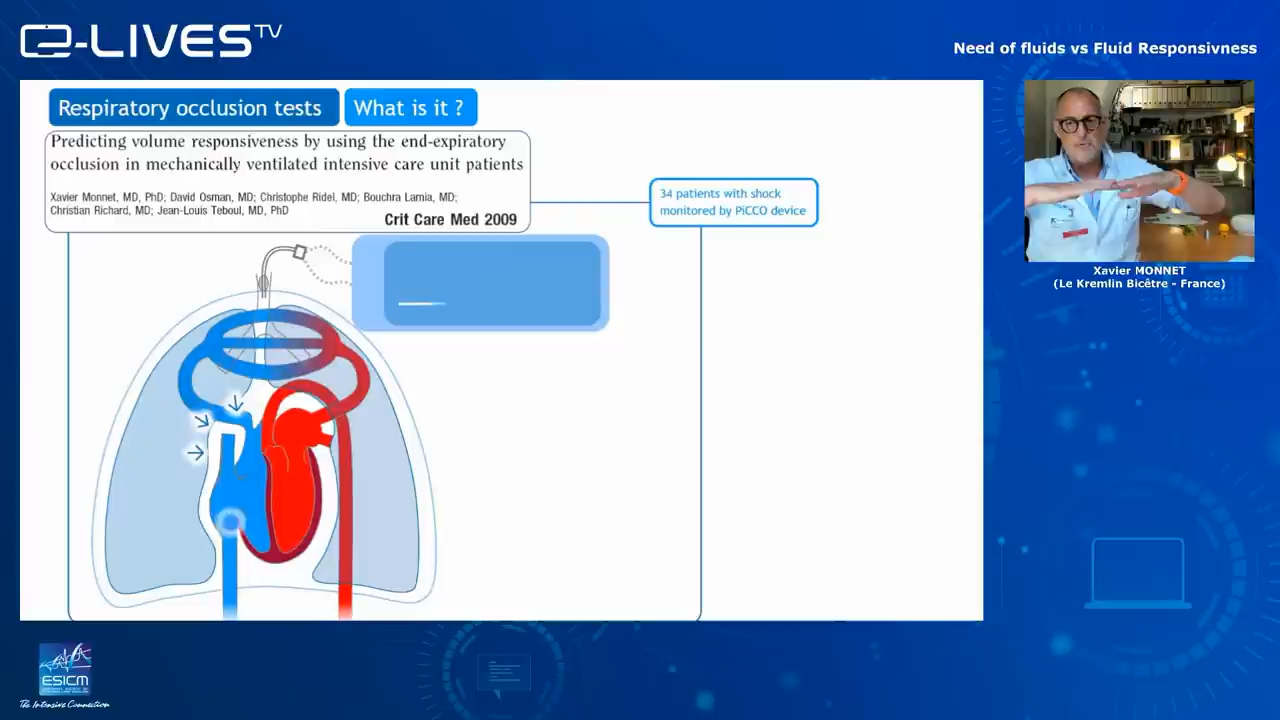 e-LIVES TV
Need of fluids vs Fluid Responsivness
Respiratory occlusion tests
What is it ?
Predicting volume responsiveness by using the end-expiratory
occlusion in mechanically ventilated intensive care unit patients
Xavier Monnet, MD, PhD; David Osman, MD; Christophe Ridel, MD; Bouchra Lamia, MD;
Christian Richard, MD; Jean-Louis Teboul, MD, PhD
Crit Care Med 2009
34 patients with shock
monitored by PiCCO device
Xavier MONNET
(Le Kremlin Bicêtre - France)
ESICM
The Intensive Connection